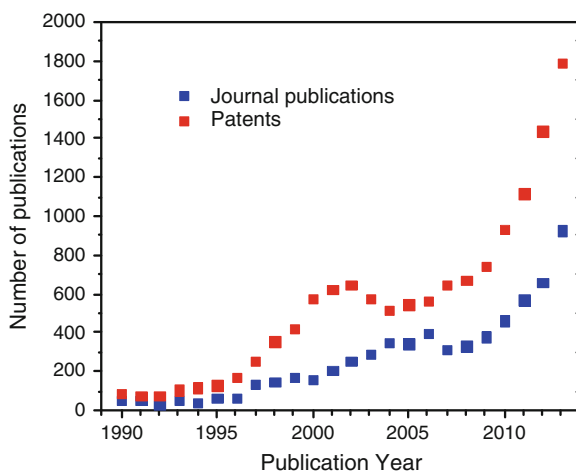 2000
1800
1600
1400
1200
1000
800
600
400
200
0
Number of publications
Journal publications
Patents
1990 1995 2000 2005 2010
Publication Year